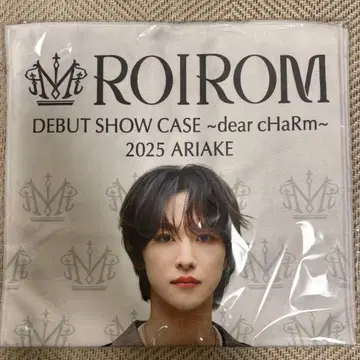 ROIROM
DEBUT SHOW CASE ~dear cHaRm~
2025 ARIAKE